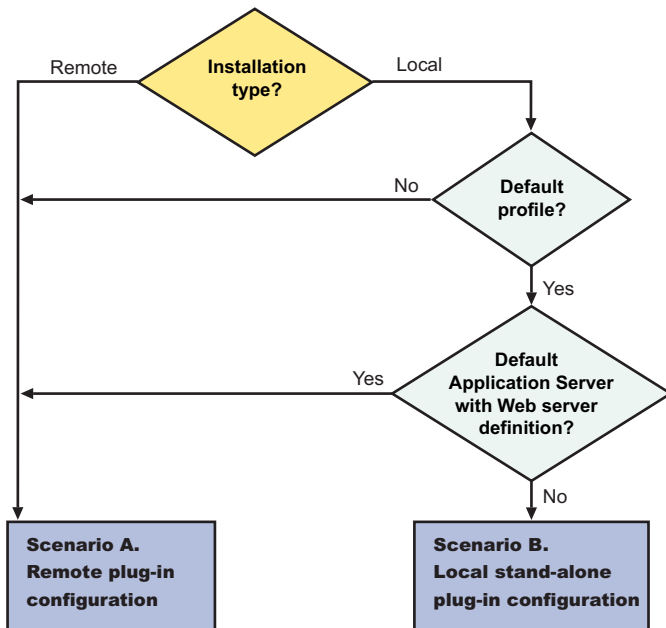 Remote
Installation
type?
Local
No
Default
profile?
Yes
Yes
Default
Application Server
with Web server
definition?
No
Scenario A.
Remote plug-in
configuration
Scenario B.
Local stand-alone
plug-in configuration